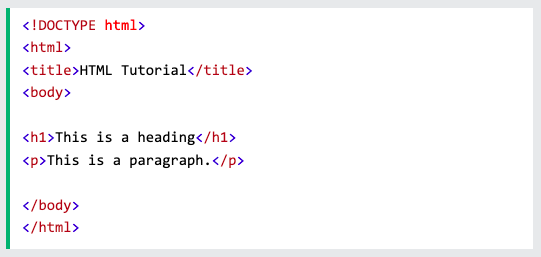 <!DOCTYPE html>
<html>
<title>HTML Tutorial</title>
<body>
<h1>This is a heading</h1>
<p>This is a paragraph.</p>
</body>
</html>